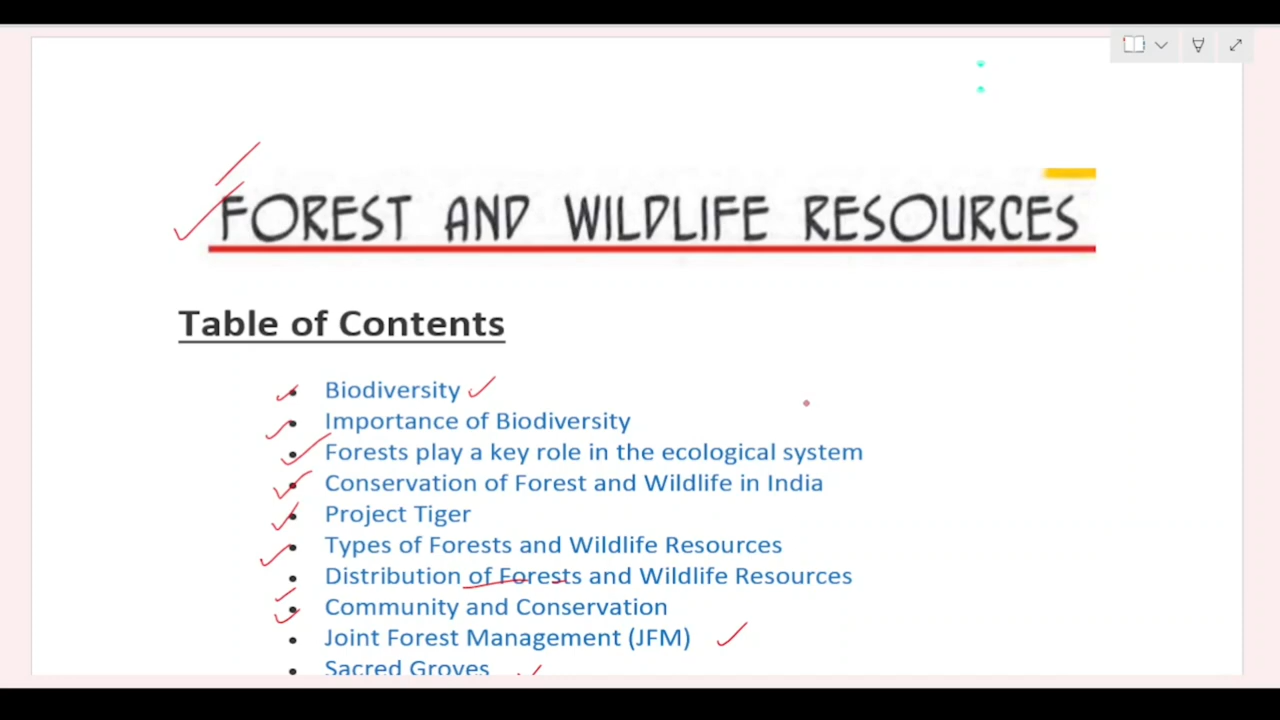 FOREST AND WILDLIFE RESOURCES
Table of Contents
• Biodiversity
• Importance of Biodiversity
• Forests play a key role in the ecological system
• Conservation of Forest and Wildlife in India
• Project Tiger
• Types of Forests and Wildlife Resources
• Distribution of Forests and Wildlife Resources
• Community and Conservation
• Joint Forest Management (JFM)
• Sacred Groves